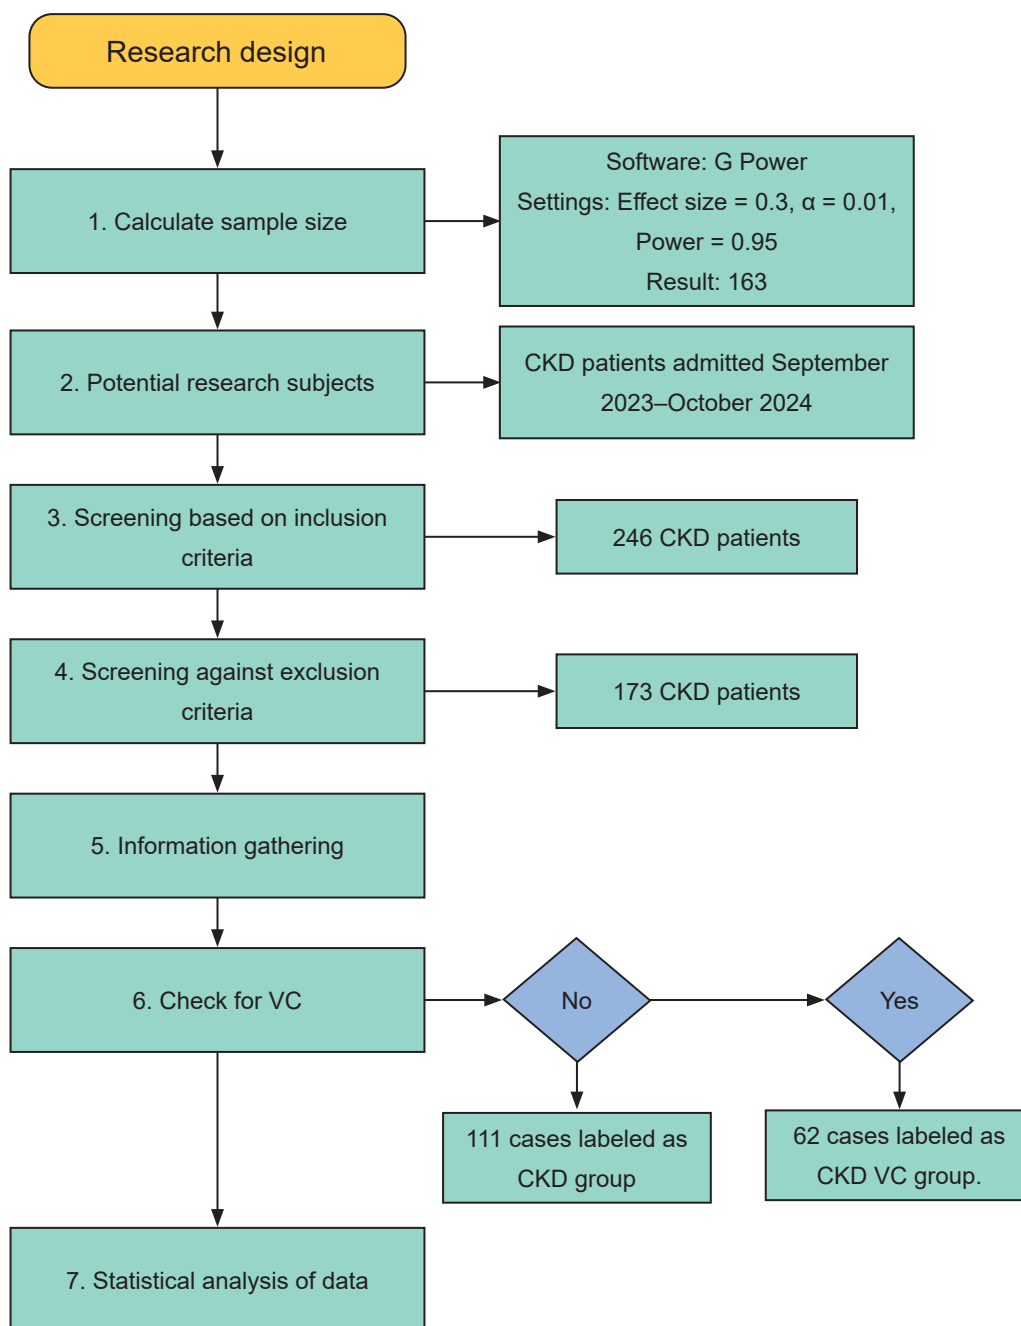 Research design
1. Calculate sample size
Software: G Power
Settings: Effect size = 0.3, α = 0.01,
Power = 0.95
Result: 163
2. Potential research subjects
CKD patients admitted September
2023–October 2024
3. Screening based on inclusion
criteria
246 CKD patients
4. Screening against exclusion
criteria
173 CKD patients
5. Information gathering
6. Check for VC
No
Yes
111 cases labeled as
CKD group
62 cases labeled as
CKD VC group.
7. Statistical analysis of data